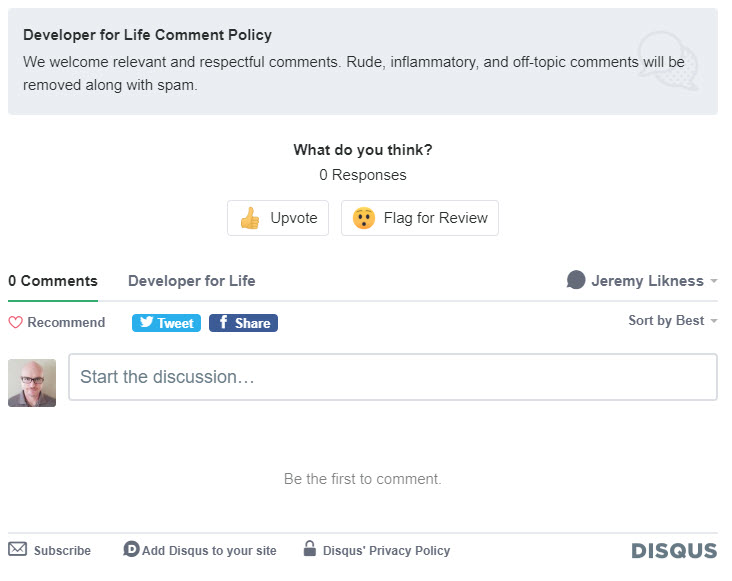 Developer for Life Comment Policy
We welcome relevant and respectful comments. Rude, inflammatory, and off-topic comments will be
removed along with spam.
What do you think?
0 Responses
Upvote Flag for Review
0 Comments Developer for Life Jeremy Likness
Recommend Tweet Share Sort by Best
Start the discussion…
Be the first to comment.
Subscribe Add Disqus to your site Disqus' Privacy Policy DISQUS